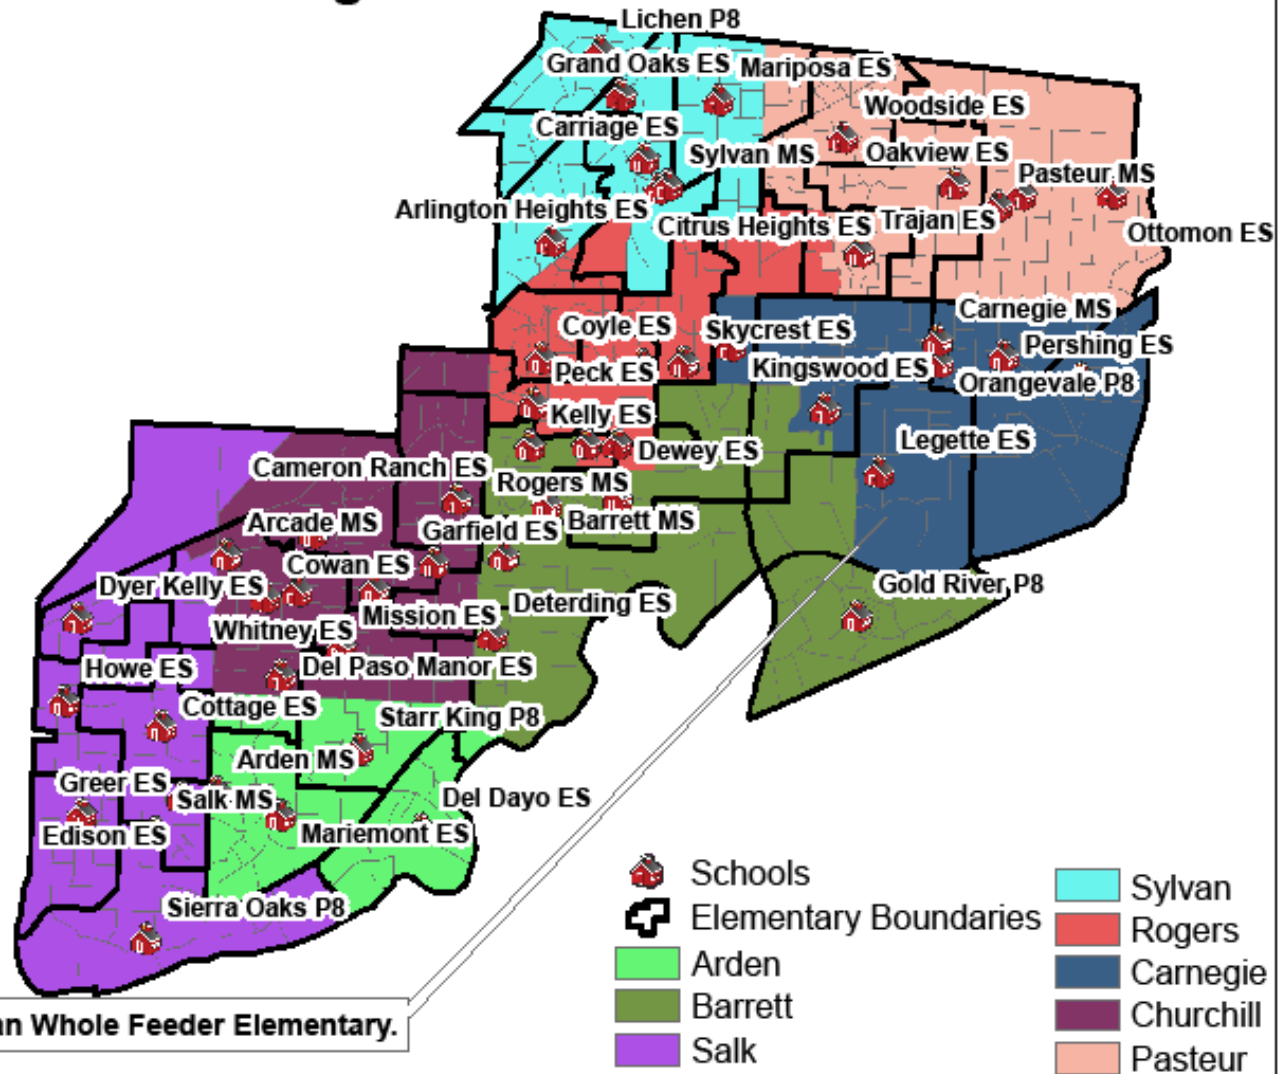 Lichen P8
Grand Oaks ES
Mariposa ES
Woodside ES
Carriage ES
Sylvan MS
Oakview ES
Pasteur MS
Arlington Heights ES
Citrus Heights ES
Trajan ES
Ottomon ES
Carnegie MS
Coyle ES
Skycrest ES
Pershing ES
Peck ES
Kingswood ES
Orangevale P8
Kelly ES
Legette ES
Dewey ES
Cameron Ranch ES
Rogers MS
Arcade MS
Garfield ES
Barrett MS
Cowan ES
Dyer Kelly ES
Gold River P8
Mission ES
Deterding ES
Whitney ES
Howe ES
Del Paso Manor ES
Cottage ES
Starr King P8
Arden MS
Greer ES
Salk MS
Del Dayo ES
Edison ES
Mariemont ES
Sierra Oaks P8
Whole Feeder Elementary.
Schools
Elementary Boundaries
Arden
Barrett
Salk
Sylvan
Rogers
Carnegie
Churchill
Pasteur